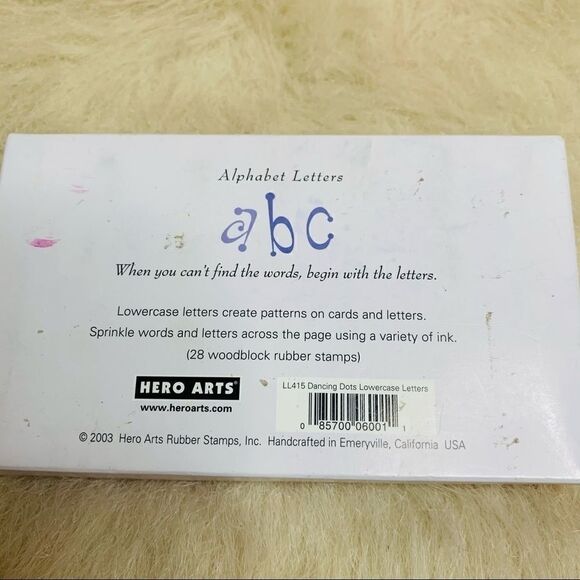 Alphabet Letters
abc
When you can't find the words, begin with the letters.
Lowercase letters create patterns on cards and letters.
Sprinkle words and letters across the page using a variety of ink.
(28 woodblock rubber stamps)
HERO ARTS®
www.heroarts.com
LL415 Dancing Dots Lowercase Letters
0 85700 06001 1
© 2003 Hero Arts Rubber Stamps, Inc. Handcrafted in Emeryville, California USA